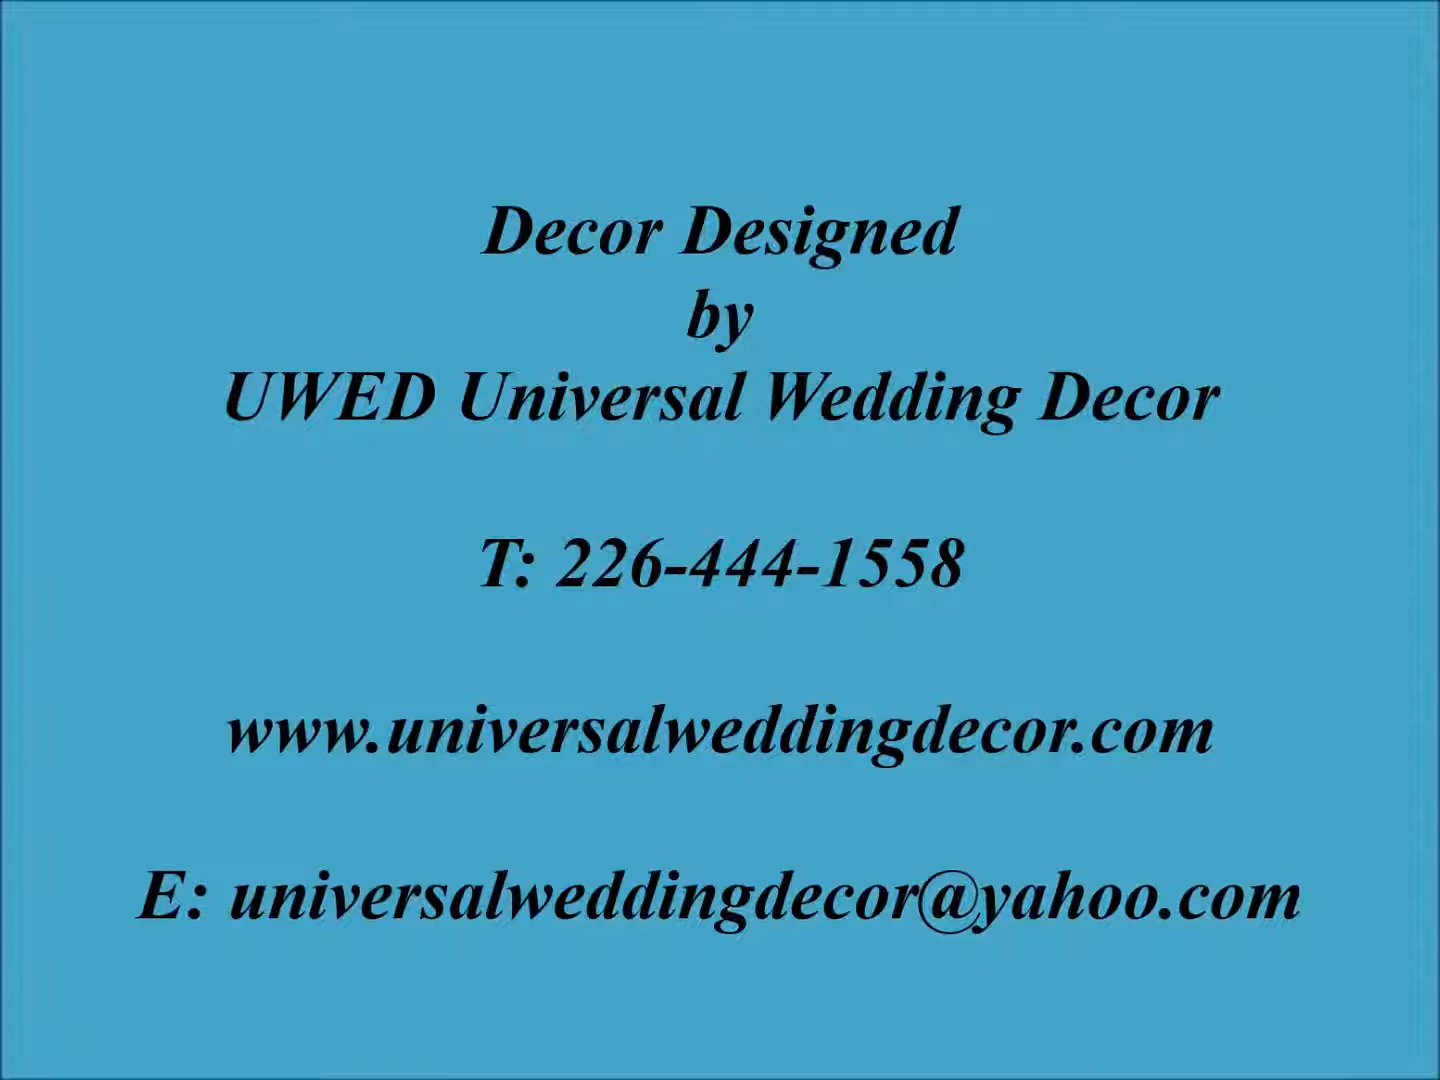 Decor Designed
by
UWED Universal Wedding Decor
T: 226-444-1558
www.universalweddingdecor.com
E: universalweddingdecor@yahoo.com